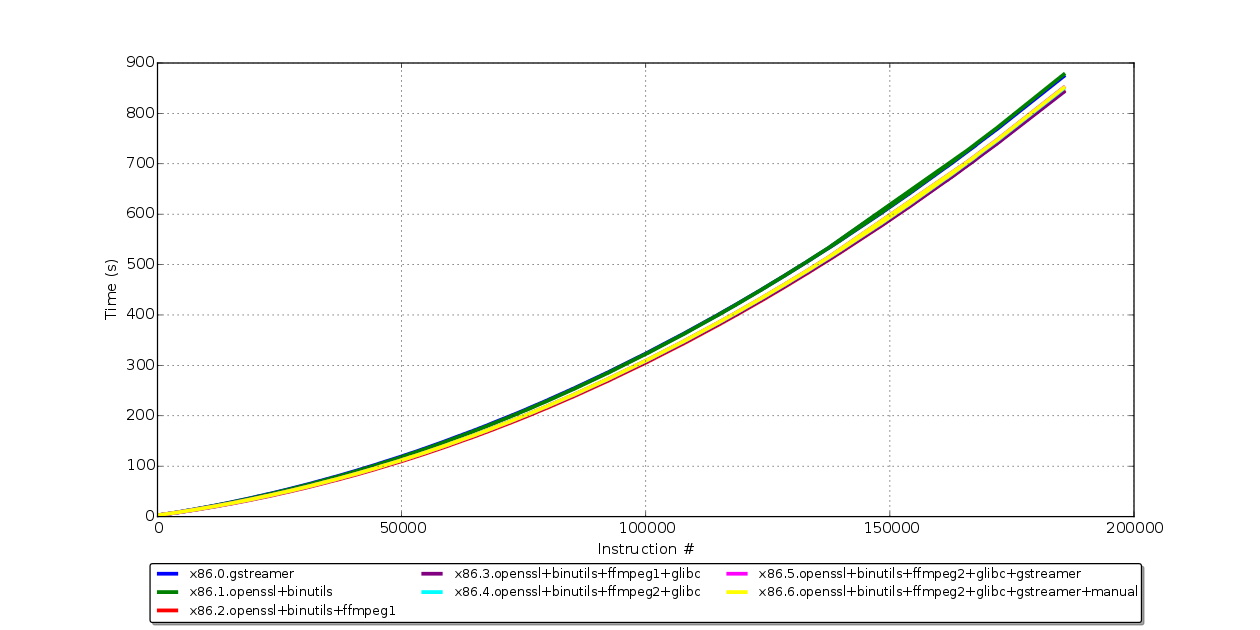 900
800
700
600
500
400
300
200
100
0
Time (s)
0 50000 100000 150000 200000
Instruction #
x86.0.gstreamer
x86.1.openssl+binutils
x86.2.openssl+binutils+ffmpeg1
x86.3.openssl+binutils+ffmpeg1+glibc
x86.4.openssl+binutils+ffmpeg2+glibc
x86.5.openssl+binutils+ffmpeg2+glibc+gstreamer
x86.6.openssl+binutils+ffmpeg2+glibc+gstreamer+manual